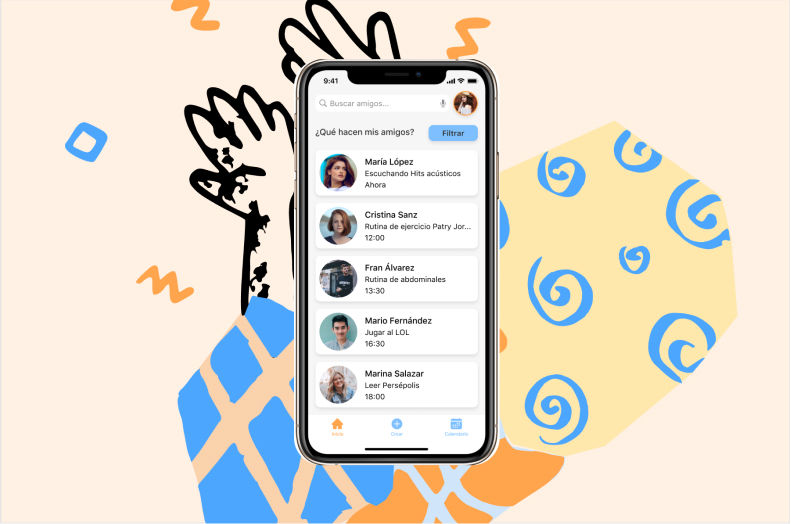 9:41
Buscar amigos...
¿Qué hacen mis amigos?
Filtrar
María López
Escuchando Hits acústicos
Ahora
Cristina Sanz
Rutina de ejercicio Patry Jor...
12:00
Fran Álvarez
Rutina de abdominales
13:30
Mario Fernández
Jugar al LOL
16:30
Marina Salazar
Leer Persépolis
18:00
Inicio
Crear
Calendario